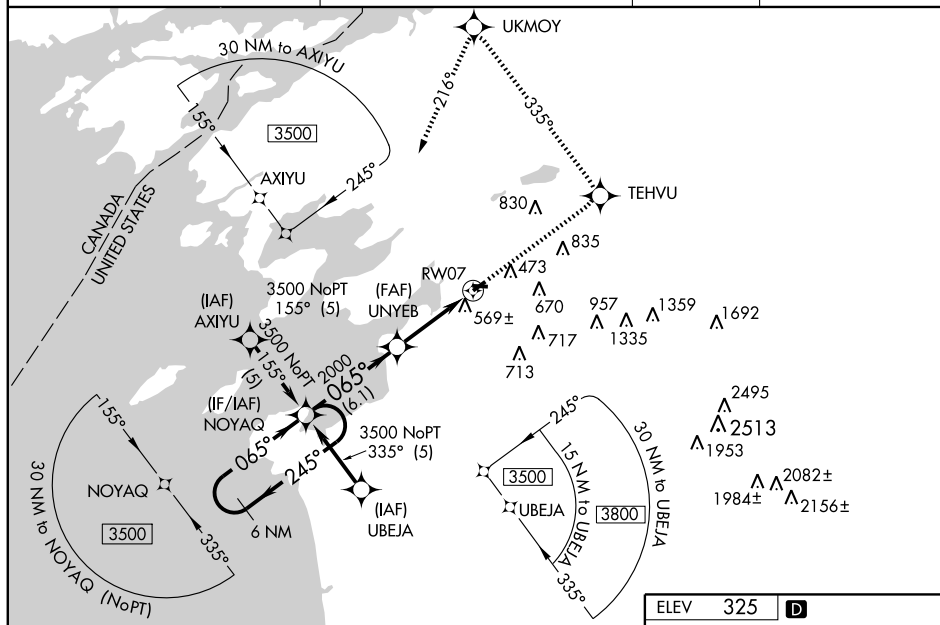 UKMOY
30 NM to AXIYU
216°
335°
155°
3500
AXIYU
245°
TEHVU
CANADA
UNITED STATES
830
835
RW07
473
3500 NoPT
155° (5)
(FAF)
UNYEB
670
569±
957
1359
1692
1335
717
713
(IAF)
AXIYU
3500 NoPT
155°
(5)
2000
065°
(6.1)
(IF/IAF)
NOYAQ
2495
2513
1953
155°
245°
30 NM to UBEJA
15 NM to UBEJA
3500 NoPT
335° (5)
065°
245°
NOYAQ
3500
UBEJA
3800
2082±
1984±
2156±
30 NM to NOYAQ (NoPT)
3500
335°
6 NM
(IAF)
UBEJA
335°
ELEV 325 D